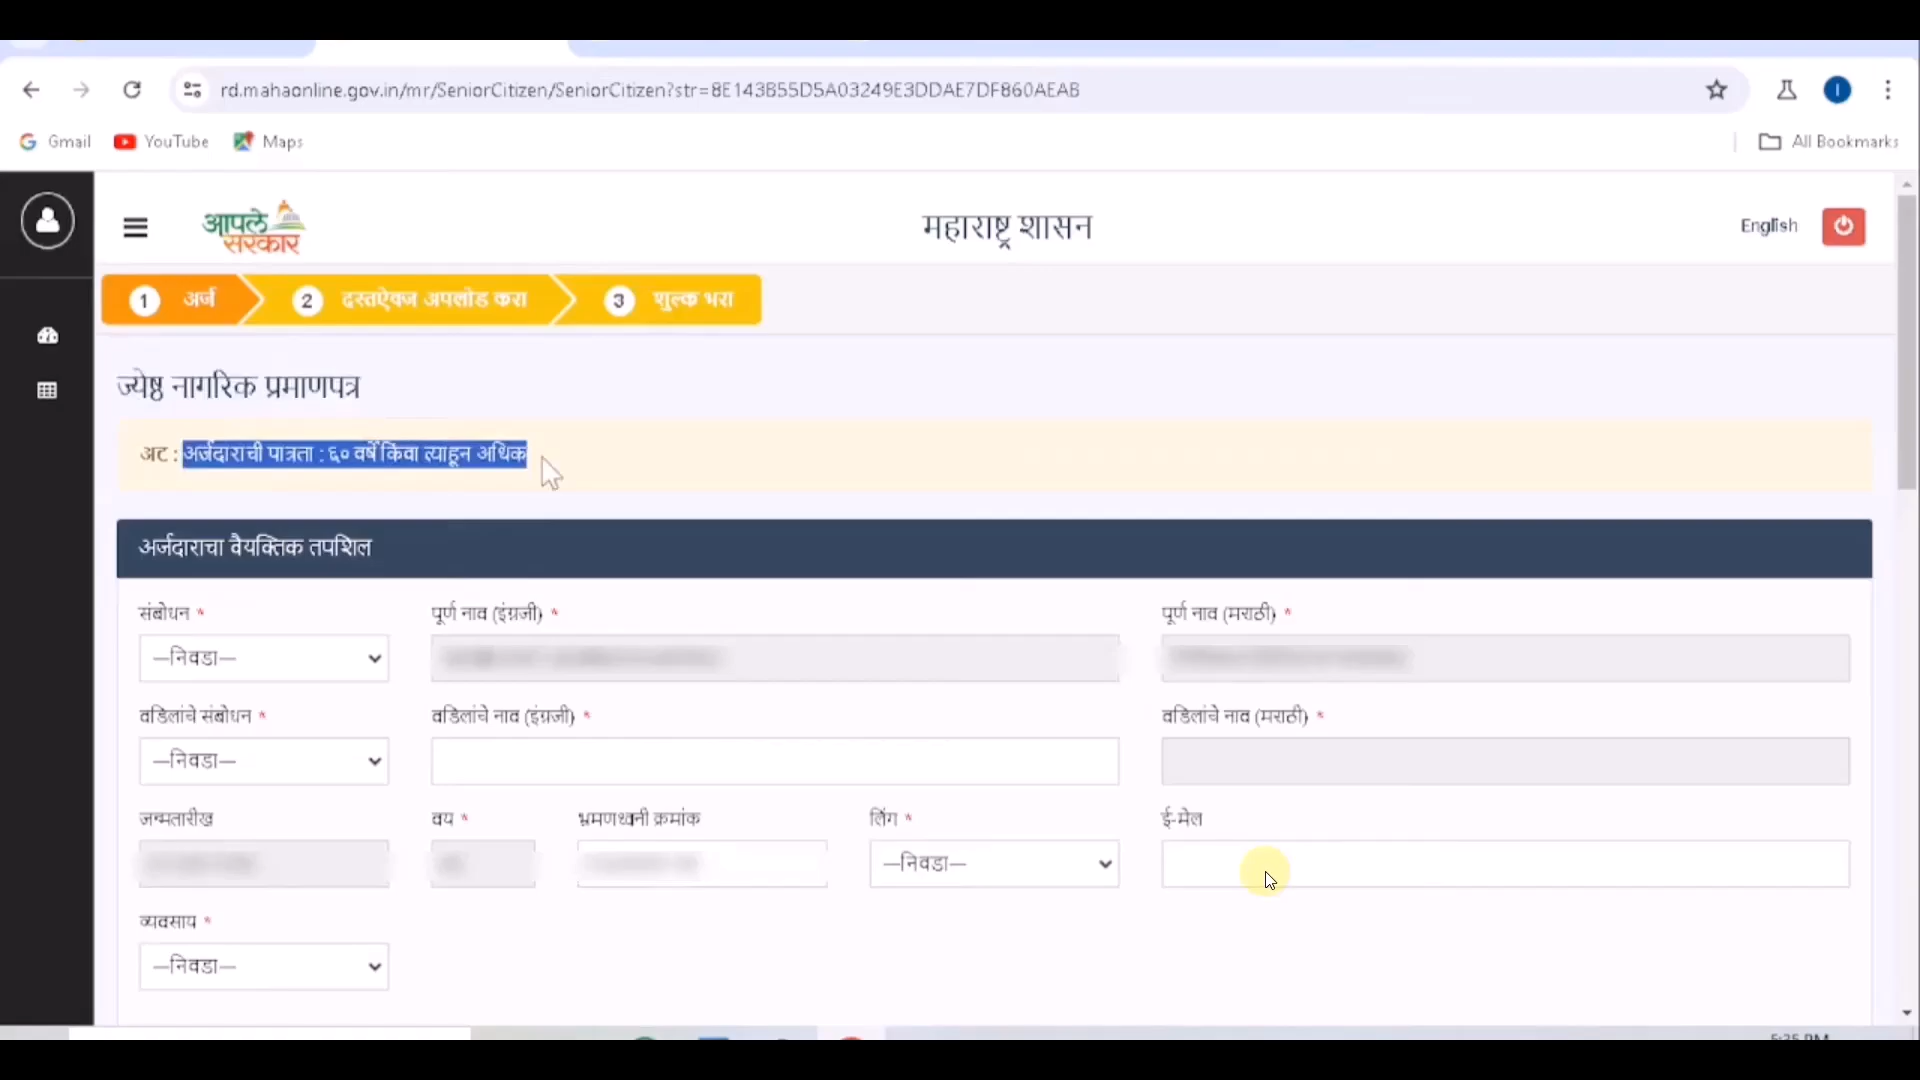 rd.mahaonline.gov.in/mr/SeniorCitizen/SeniorCitizen?str=8E143B55D5A03249E3DDAE7DF860AEAB
Gmail YouTube Maps All Bookmarks
आपले सरकार
महाराष्ट्र शासन
English
1 अर्ज 2 दस्तऐवज अपलोड करा 3 शुल्क भरा
ज्येष्ठ नागरिक प्रमाणपत्र
अट : अर्जदाराची पात्रता : ६० वर्षे किंवा त्याहून अधिक
अर्जदाराचा वैयक्तिक तपशिल
संबोधन * पूर्ण नाव (इंग्रजी) * पूर्ण नाव (मराठी) *
—निवडा—
वडिलांचे संबोधन * वडिलांचे नाव (इंग्रजी) * वडिलांचे नाव (मराठी) *
—निवडा—
जन्मतारीख वय * भ्रमणध्वनी क्रमांक लिंग * ई-मेल
—निवडा—
व्यवसाय *
—निवडा—